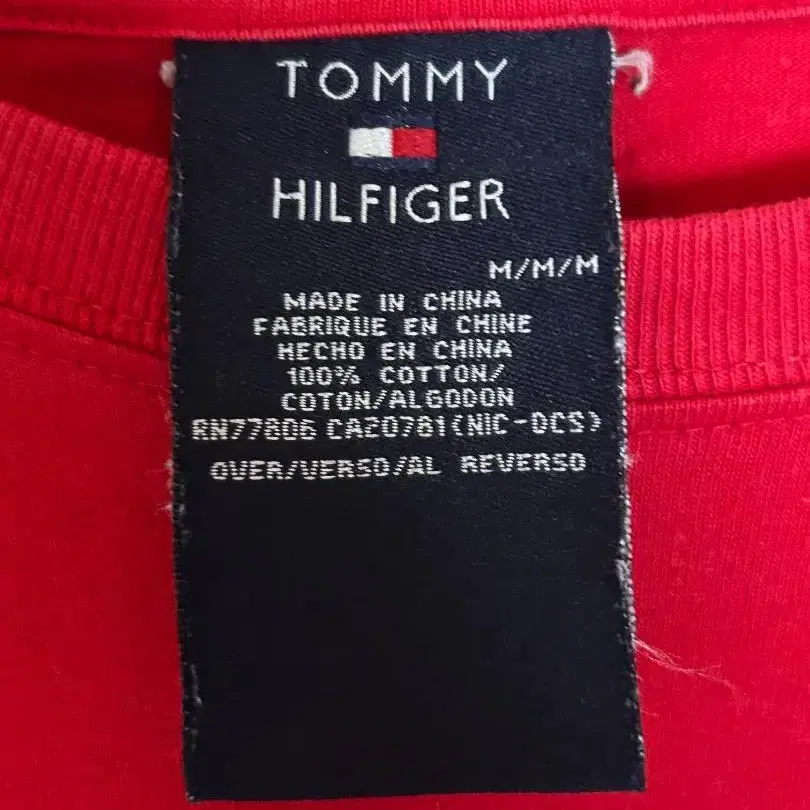 TOMMY
HILFIGER
M/M/M
MADE IN CHINA
FABRIQUE EN CHINE
HECHO EN CHINA
100% COTTON/
COTON/ALGODON
RN77806 CA20781(NIC-OCS)
OVER/VERSO/AL REVERSO